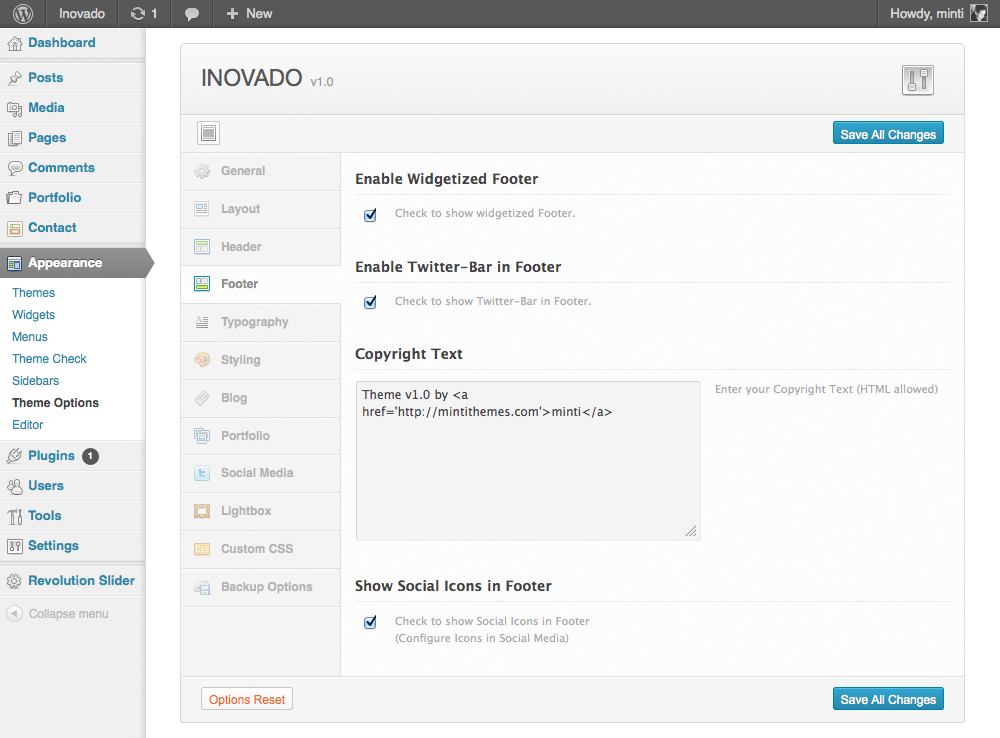 Inovado
1
New
Howdy, minti
Dashboard
Posts
Media
Pages
Comments
Portfolio
Contact
Appearance
Themes
Widgets
Menus
Theme Check
Sidebars
Theme Options
Editor
Plugins 1
Users
Tools
Settings
Revolution Slider
Collapse menu
INOVADO v1.0
Save All Changes
General
Layout
Header
Footer
Typography
Styling
Blog
Portfolio
Social Media
Lightbox
Custom CSS
Backup Options
Enable Widgetized Footer
Check to show widgetized Footer.
Enable Twitter-Bar in Footer
Check to show Twitter-Bar in Footer.
Copyright Text
Theme v1.0 by <a
href='http://mintithemes.com'>minti</a>
Enter your Copyright Text (HTML allowed)
Show Social Icons in Footer
Check to show Social Icons in Footer
(Configure Icons in Social Media)
Options Reset
Save All Changes